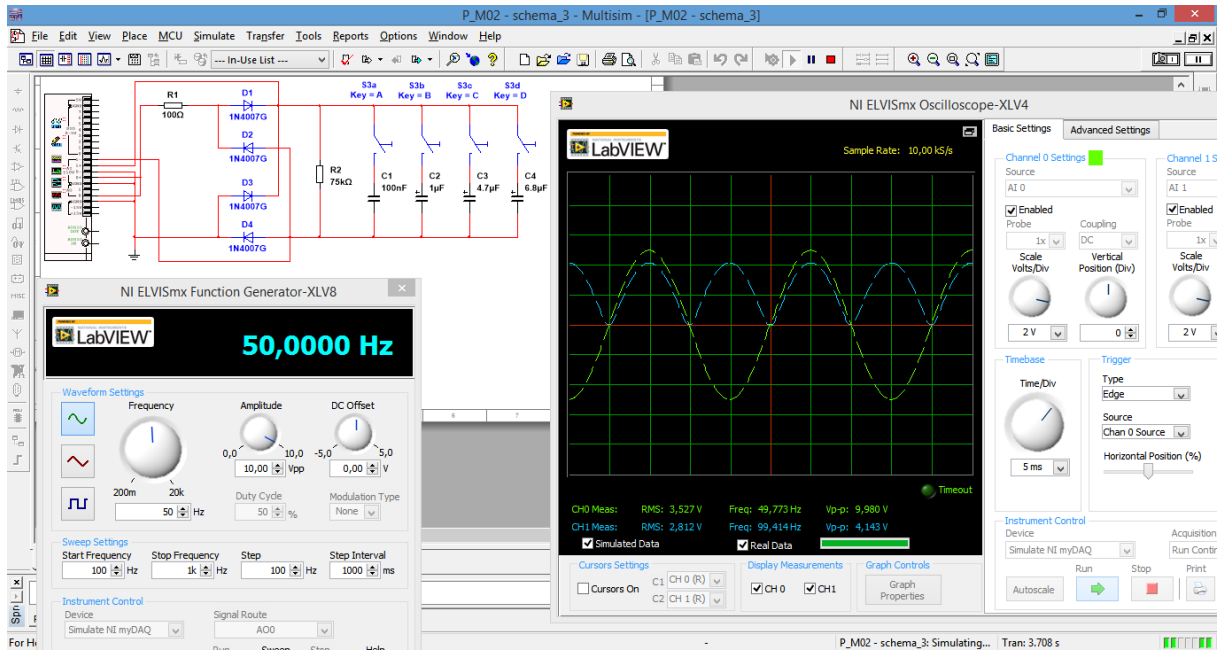 P_M02 - schema_3 - Multisim - [P_M02 - schema_3]
File Edit View Place MCU Simulate Transfer Tools Reports Options Window Help
--- In-Use List ---
S3a S3b S3c S3d
Key = A Key = B Key = C Key = D
R1
100Ω
D1
1N4007G
D2
1N4007G
D3
1N4007G
D4
1N4007G
R2
75kΩ
C1
100nF
C2
1µF
C3
4.7µF
C4
6.8µF
6 7
NI ELVISmx Function Generator-XLV8
LabVIEW
50,0000 Hz
Waveform Settings
Frequency Amplitude DC Offset
0,0 10,0 -5,0 5,0
10,00 Vpp 0,00 V
200m 20k
50 Hz
Duty Cycle Modulation Type
50 % None
Sweep Settings
Start Frequency Stop Frequency Step Step Interval
100 Hz 1k Hz 100 Hz 1000 ms
Instrument Control
Device Signal Route
Simulate NI myDAQ AO0
Run Sweep Stop Help
NI ELVISmx Oscilloscope-XLV4
LabVIEW
Sample Rate: 10,00 kS/s
Timeout
CH0 Meas: RMS: 3,527 V Freq: 49,773 Hz Vp-p: 9,980 V
CH1 Meas: RMS: 2,812 V Freq: 99,414 Hz Vp-p: 4,143 V
Simulated Data Real Data
Cursors Settings Display Measurements Graph Controls
Cursors On C1 CH 0 (R) CH 0 CH1 Graph Properties
C2 CH 1 (R)
Basic Settings Advanced Settings
Channel 0 Settings Channel 1 S
Source Source
AI 0 AI 1
Enabled Enabled
Probe Coupling Probe
1x DC 1x
Scale Vertical Scale
Volts/Div Position (Div) Volts/Div
2 V 0 2 V
Timebase Trigger
Time/Div Type
Edge
Source
Chan 0 Source
Horizontal Position (%)
5 ms
Instrument Control
Device Acquisition
Simulate NI myDAQ Run Contin
Run Stop Print
Autoscale
P_M02 - schema_3: Simulating... Tran: 3.708 s